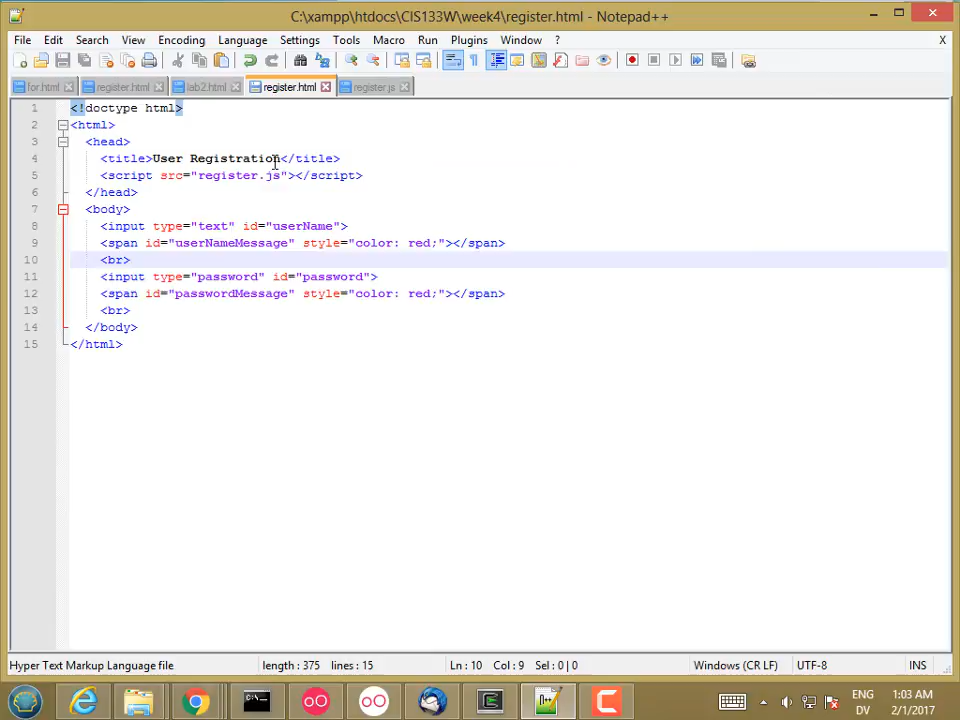 C:\xampp\htdocs\CIS133W\week4\register.html - Notepad++
File Edit Search View Encoding Language Settings Tools Macro Run Plugins Window ? X
for.html register.html lab2.html register.html register.js
1 <!doctype html>
2 <html>
3 <head>
4 <title>User Registration</title>
5 <script src="register.js"></script>
6 </head>
7 <body>
8 <input type="text" id="userName">
9 <span id="userNameMessage" style="color: red;"></span>
10 <br>
11 <input type="password" id="password">
12 <span id="passwordMessage" style="color: red;"></span>
13 <br>
14 </body>
15 </html>
Hyper Text Markup Language file length : 375 lines : 15 Ln : 10 Col : 9 Sel : 0 | 0 Windows (CR LF) UTF-8 INS
ENG 1:03 AM
DV 2/1/2017